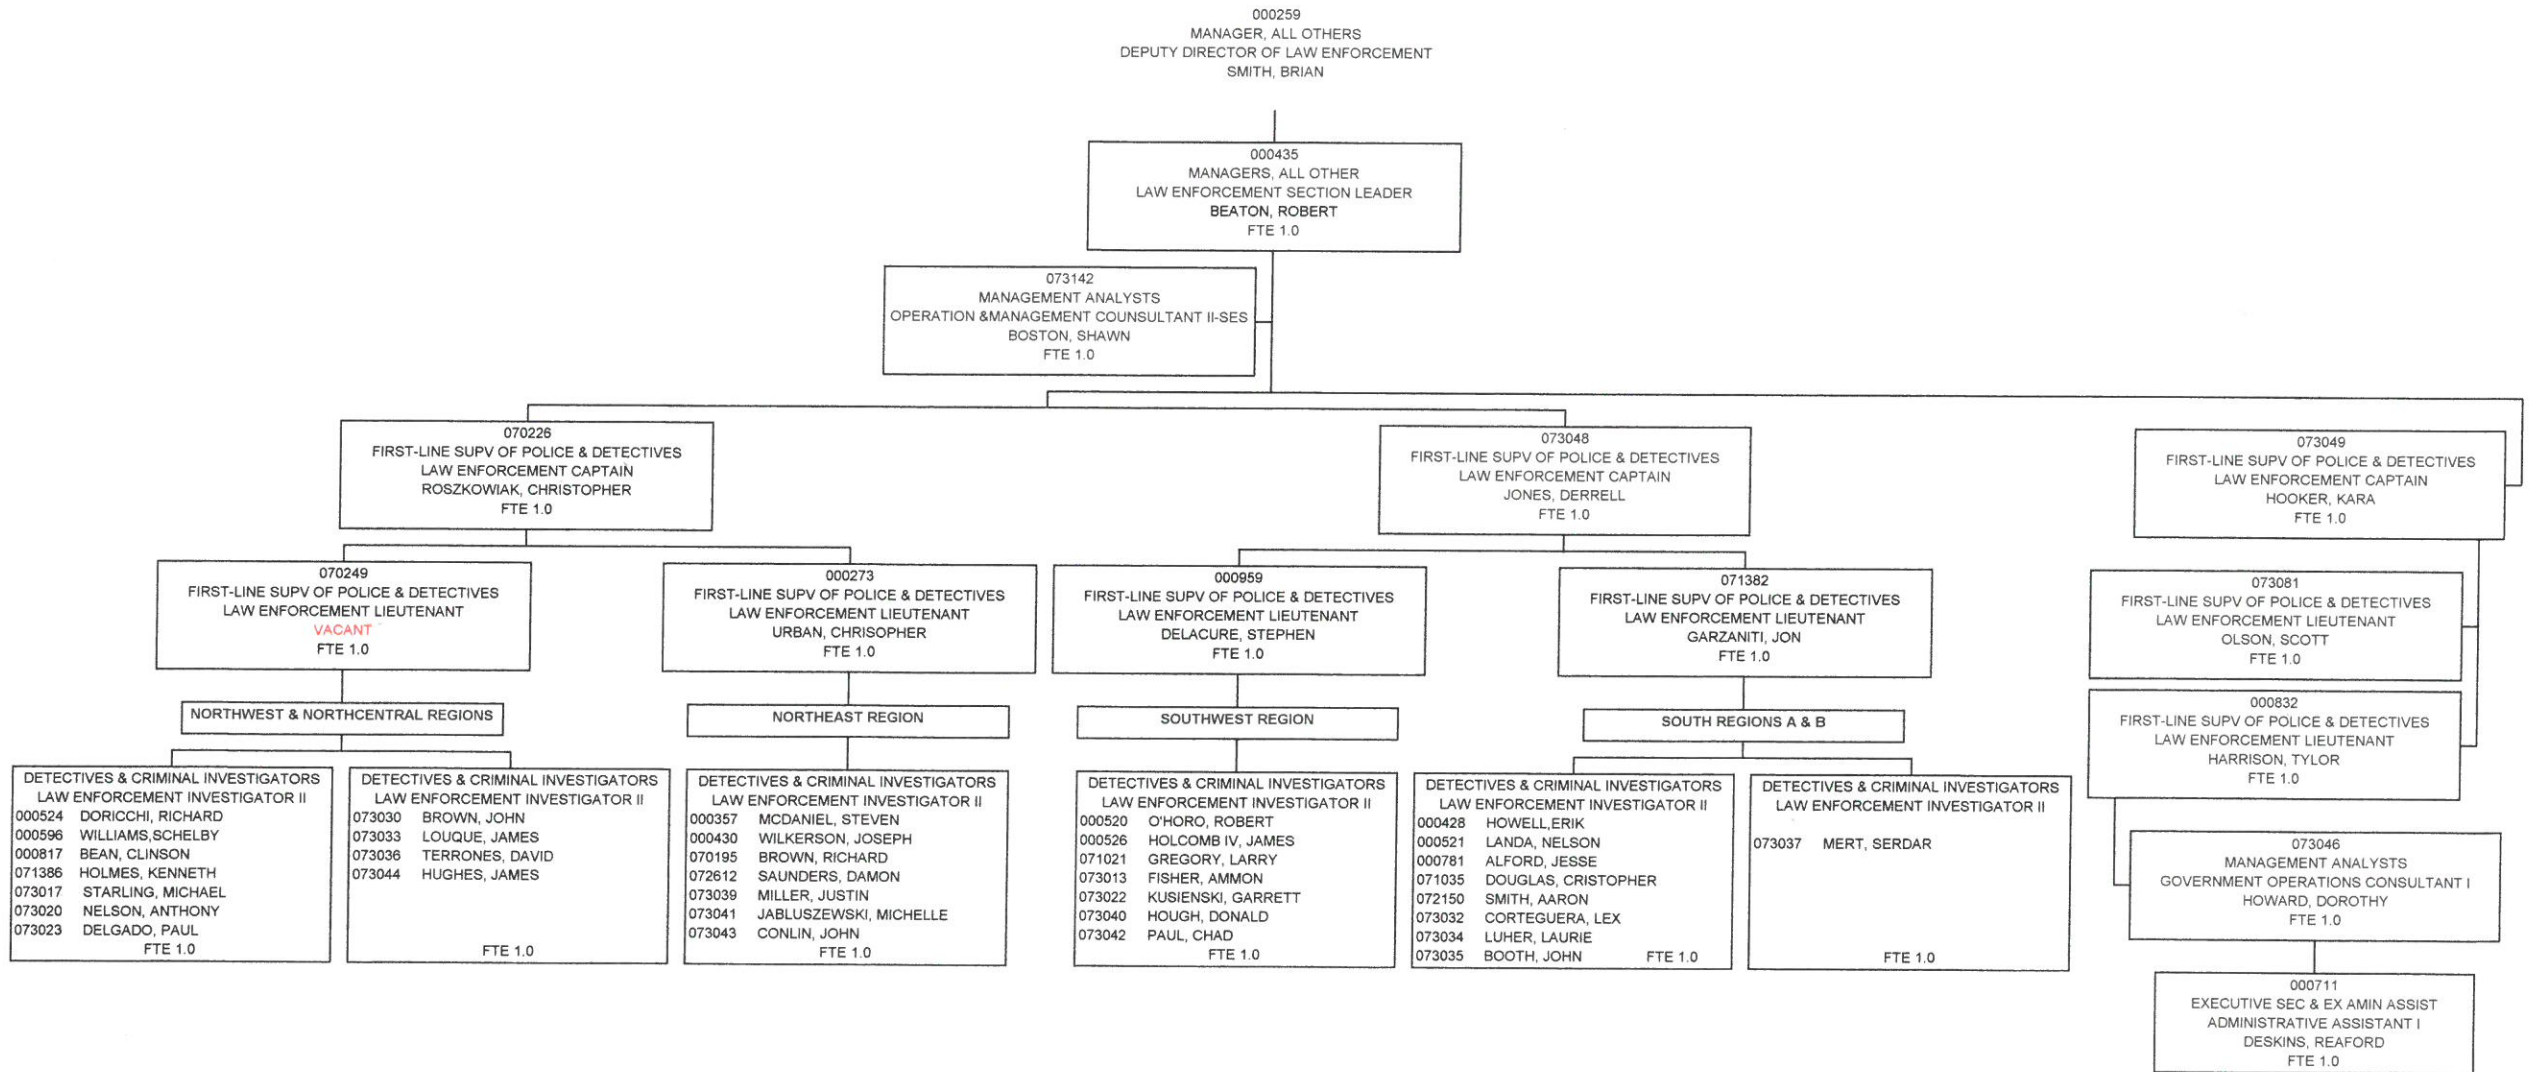 000259
MANAGER, ALL OTHERS
DEPUTY DIRECTOR OF LAW ENFORCEMENT
SMITH, BRIAN
000435
MANAGERS, ALL OTHER
LAW ENFORCEMENT SECTION LEADER
BEATON, ROBERT
FTE 1.0
073142
MANAGEMENT ANALYSTS
OPERATION &MANAGEMENT COUNSULTANT II-SES
BOSTON, SHAWN
FTE 1.0
070226
FIRST-LINE SUPV OF POLICE & DETECTIVES
LAW ENFORCEMENT CAPTAIN
ROSZKOWIAK, CHRISTOPHER
FTE 1.0
073048
FIRST-LINE SUPV OF POLICE & DETECTIVES
LAW ENFORCEMENT CAPTAIN
JONES, DERRELL
FTE 1.0
073049
FIRST-LINE SUPV OF POLICE & DETECTIVES
LAW ENFORCEMENT CAPTAIN
HOOKER, KARA
FTE 1.0
070249
FIRST-LINE SUPV OF POLICE & DETECTIVES
LAW ENFORCEMENT LIEUTENANT
VACANT
FTE 1.0
000273
FIRST-LINE SUPV OF POLICE & DETECTIVES
LAW ENFORCEMENT LIEUTENANT
URBAN, CHRISOPHER
FTE 1.0
000959
FIRST-LINE SUPV OF POLICE & DETECTIVES
LAW ENFORCEMENT LIEUTENANT
DELACURE, STEPHEN
FTE 1.0
071382
FIRST-LINE SUPV OF POLICE & DETECTIVES
LAW ENFORCEMENT LIEUTENANT
GARZANITI, JON
FTE 1.0
073081
FIRST-LINE SUPV OF POLICE & DETECTIVES
LAW ENFORCEMENT LIEUTENANT
OLSON, SCOTT
FTE 1.0
000832
FIRST-LINE SUPV OF POLICE & DETECTIVES
LAW ENFORCEMENT LIEUTENANT
HARRISON, TYLOR
FTE 1.0
NORTHWEST & NORTHCENTRAL REGIONS
NORTHEAST REGION
SOUTHWEST REGION
SOUTH REGIONS A & B
DETECTIVES & CRIMINAL INVESTIGATORS
LAW ENFORCEMENT INVESTIGATOR II
000524 DORICCHI, RICHARD
000596 WILLIAMS,SCHELBY
000817 BEAN, CLINSON
071386 HOLMES, KENNETH
073017 STARLING, MICHAEL
073020 NELSON, ANTHONY
073023 DELGADO, PAUL
FTE 1.0
DETECTIVES & CRIMINAL INVESTIGATORS
LAW ENFORCEMENT INVESTIGATOR II
073030 BROWN, JOHN
073033 LOUQUE, JAMES
073036 TERRONES, DAVID
073044 HUGHES, JAMES
FTE 1.0
DETECTIVES & CRIMINAL INVESTIGATORS
LAW ENFORCEMENT INVESTIGATOR II
000357 MCDANIEL, STEVEN
000430 WILKERSON, JOSEPH
070195 BROWN, RICHARD
072612 SAUNDERS, DAMON
073039 MILLER, JUSTIN
073041 JABLUSZEWSKI, MICHELLE
073043 CONLIN, JOHN
FTE 1.0
DETECTIVES & CRIMINAL INVESTIGATORS
LAW ENFORCEMENT INVESTIGATOR II
000520 O'HORO, ROBERT
000526 HOLCOMB IV, JAMES
071021 GREGORY, LARRY
073013 FISHER, AMMON
073022 KUSIENSKI, GARRETT
073040 HOUGH, DONALD
073042 PAUL, CHAD
FTE 1.0
DETECTIVES & CRIMINAL INVESTIGATORS
LAW ENFORCEMENT INVESTIGATOR II
000428 HOWELL,ERIK
000521 LANDA, NELSON
000781 ALFORD, JESSE
071035 DOUGLAS, CRISTOPHER
072150 SMITH, AARON
073032 CORTEGUERA, LEX
073034 LUHER, LAURIE
073035 BOOTH, JOHN FTE 1.0
DETECTIVES & CRIMINAL INVESTIGATORS
LAW ENFORCEMENT INVESTIGATOR II
073037 MERT, SERDAR
FTE 1.0
073046
MANAGEMENT ANALYSTS
GOVERNMENT OPERATIONS CONSULTANT I
HOWARD, DOROTHY
FTE 1.0
000711
EXECUTIVE SEC & EX AMIN ASSIST
ADMINISTRATIVE ASSISTANT I
DESKINS, REAFORD
FTE 1.0